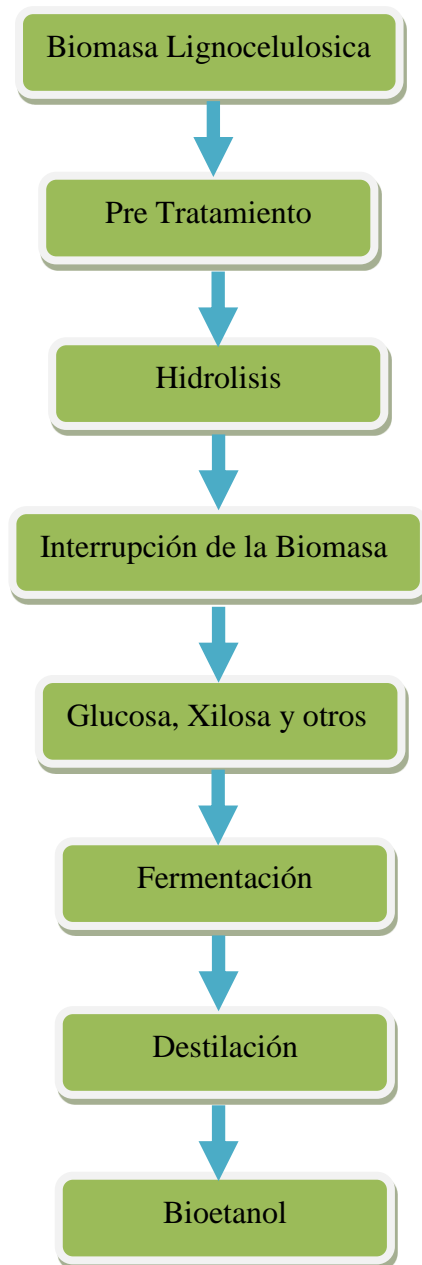 Biomasa Lignocelulosica
Pre Tratamiento
Hidrolisis
Interrupción de la Biomasa
Glucosa, Xilosa y otros
Fermentación
Destilación
Bioetanol